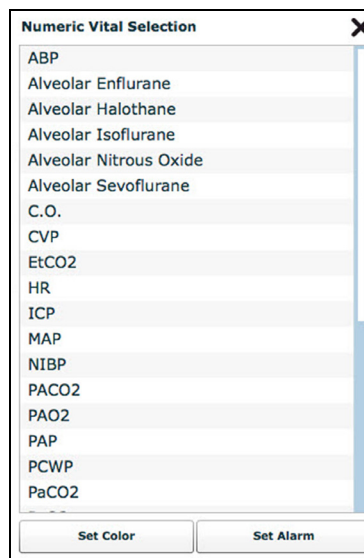 Numeric Vital Selection
ABP
Alveolar Enflurane
Alveolar Halothane
Alveolar Isoflurane
Alveolar Nitrous Oxide
Alveolar Sevoflurane
C.O.
CVP
EtCO2
HR
ICP
MAP
NIBP
PACO2
PAO2
PAP
PCWP
PaCO2
Set Color
Set Alarm